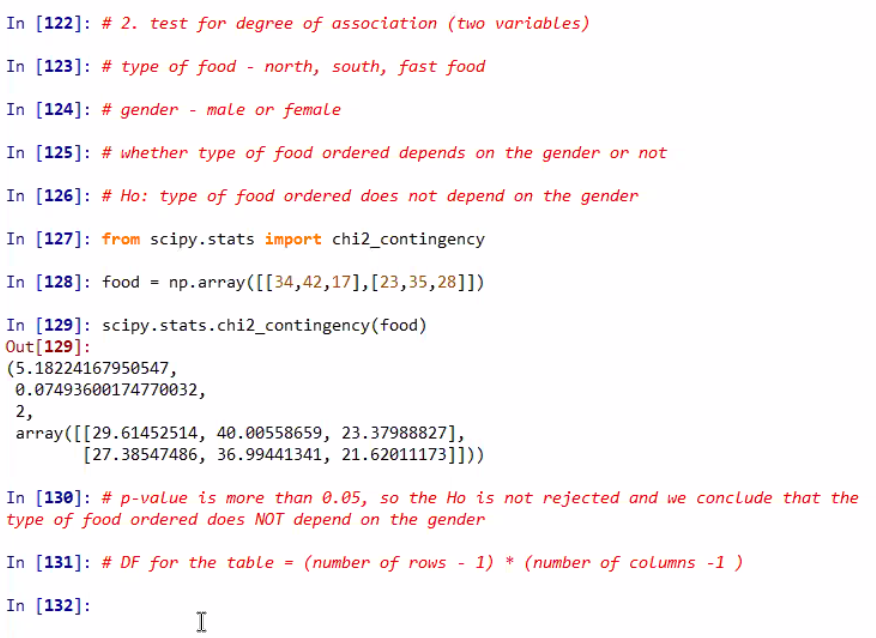 In [122]: # 2. test for degree of association (two variables)
In [123]: # type of food - north, south, fast food
In [124]: # gender - male or female
In [125]: # whether type of food ordered depends on the gender or not
In [126]: # Ho: type of food ordered does not depend on the gender
In [127]: from scipy.stats import chi2_contingency
In [128]: food = np.array([[34,42,17],[23,35,28]])
In [129]: scipy.stats.chi2_contingency(food)
Out[129]:
(5.18224167950547,
 0.07493600174770032,
 2,
 array([[29.61452514, 40.00558659, 23.37988827],
        [27.38547486, 36.99441341, 21.62011173]]))
In [130]: # p-value is more than 0.05, so the Ho is not rejected and we conclude that the
type of food ordered does NOT depend on the gender
In [131]: # DF for the table = (number of rows - 1) * (number of columns -1 )
In [132]: